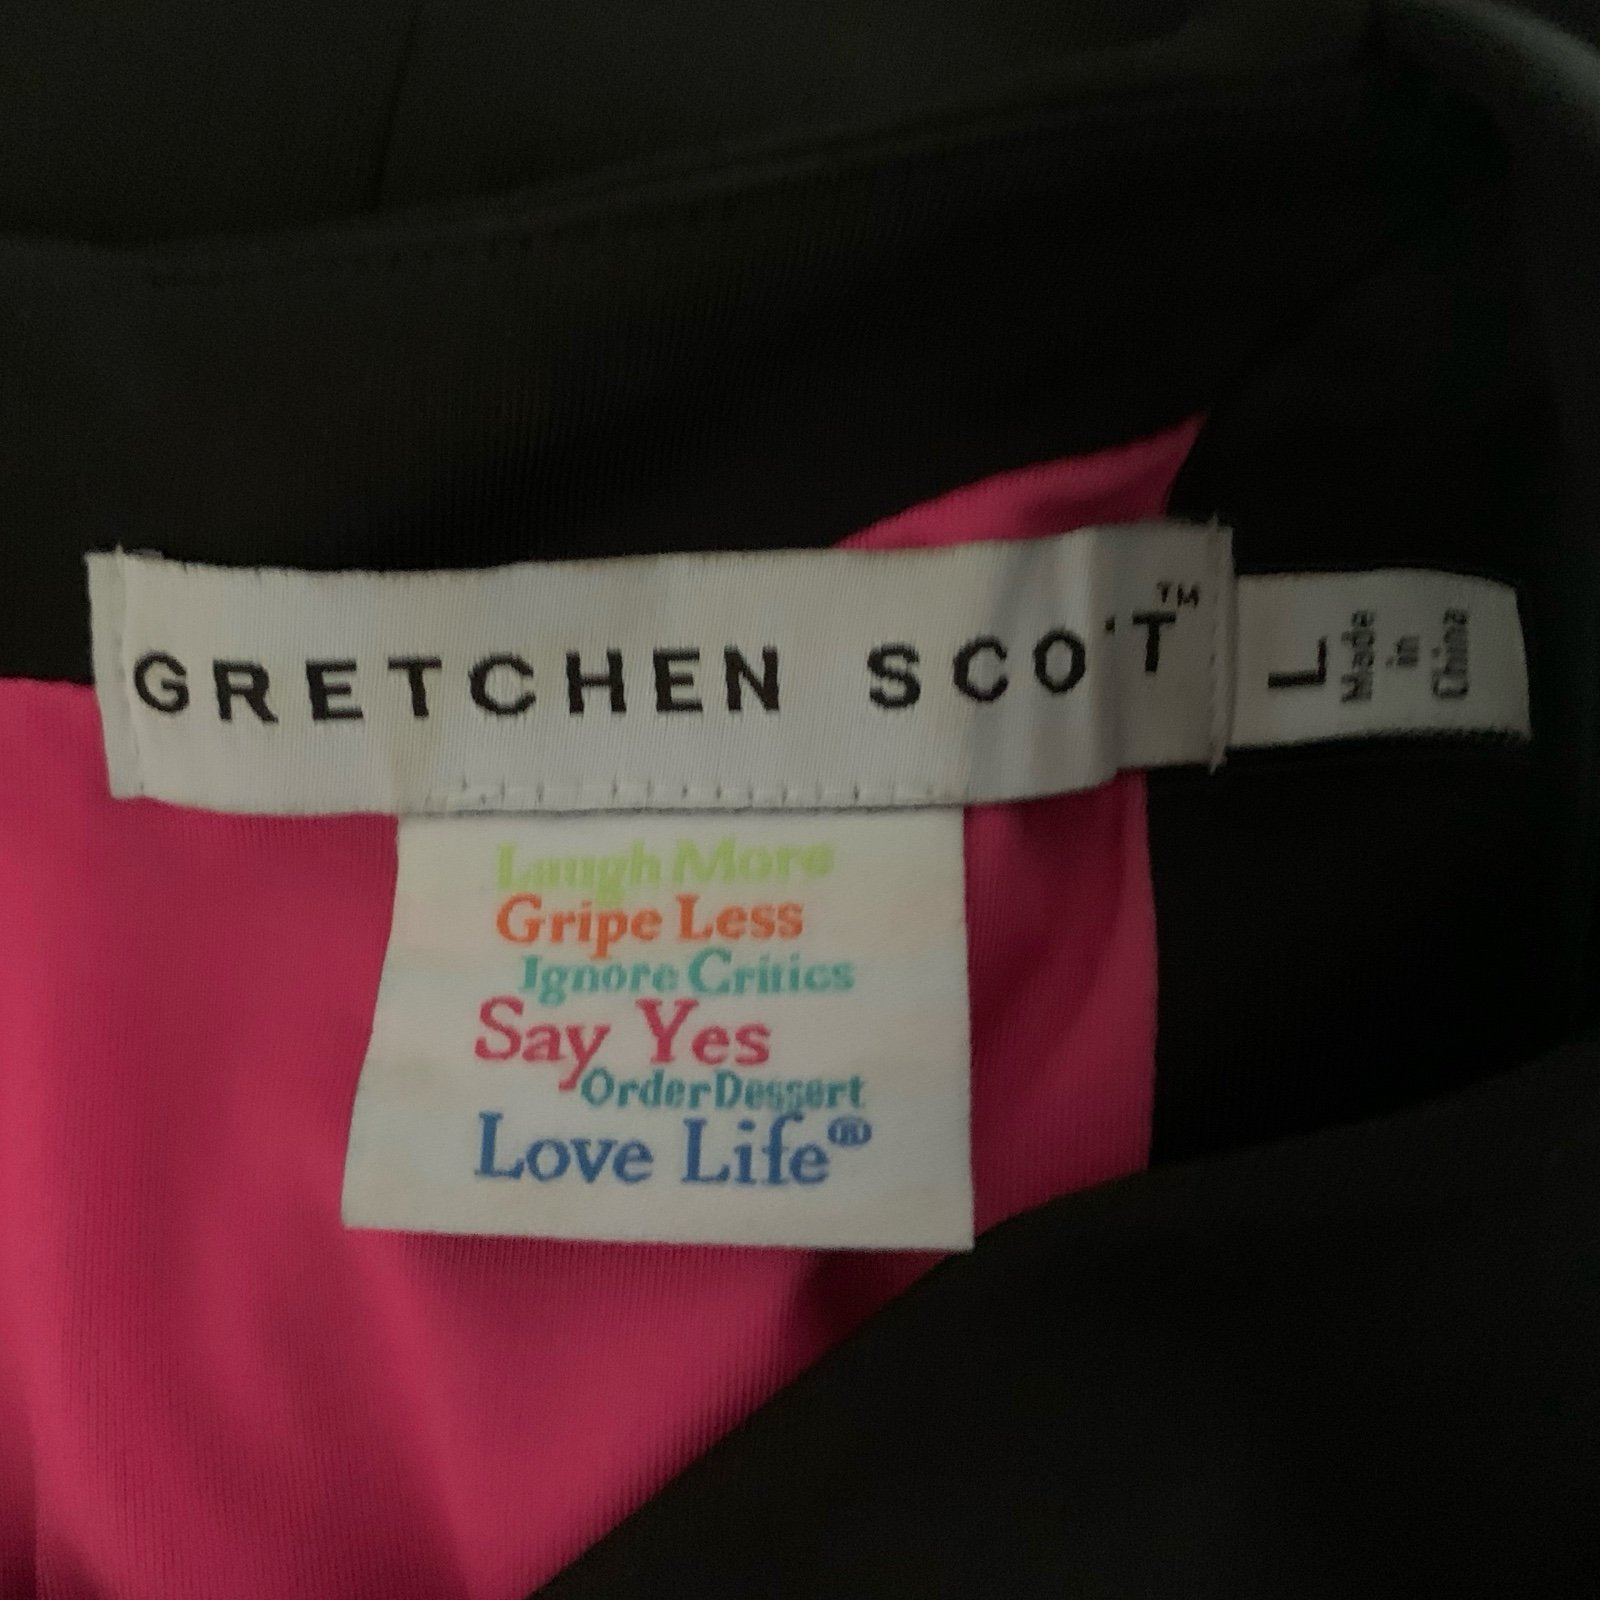 GRETCHEN SCOTT™
L
Made
in
China
Laugh More
Gripe Less
Ignore Critics
Say Yes
Order Dessert
Love Life®